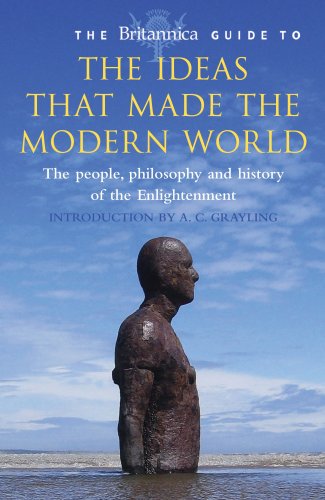 THE Britannica GUIDE TO
THE IDEAS
THAT MADE THE
MODERN WORLD
The people, philosophy and history
of the Enlightenment
INTRODUCTION BY A. C. GRAYLING